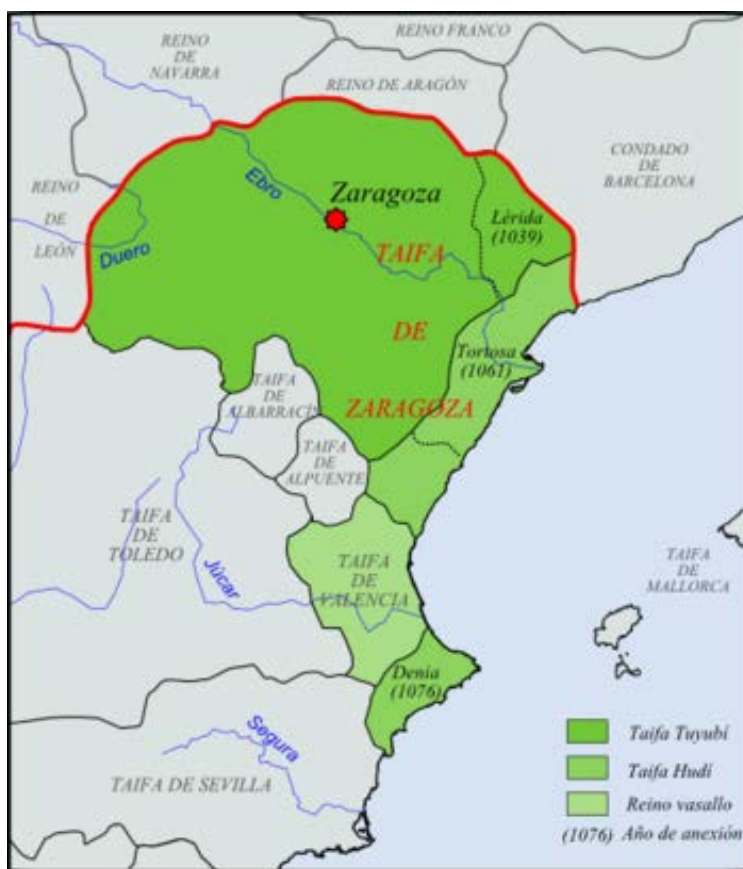 REINO
DE
NAVARRA
REINO FRANCO
REINO DE ARAGÓN
CONDADO
DE
BARCELONA
REINO
DE
LEÓN
Duero
Ebro
Zaragoza
Lérida
(1039)
TAIFA
DE
ZARAGOZA
Tortosa
(1061)
TAIFA
DE
ALBARRACÍN
TAIFA
DE
ALPUENTE
TAIFA
DE
TOLEDO
Júcar
TAIFA
DE
VALENCIA
TAIFA
DE
MALLORCA
Denia
(1076)
Segura
TAIFA DE SEVILLA
Taifa Tuyubí
Taifa Hudí
Reino vasallo
(1076) Año de anexión